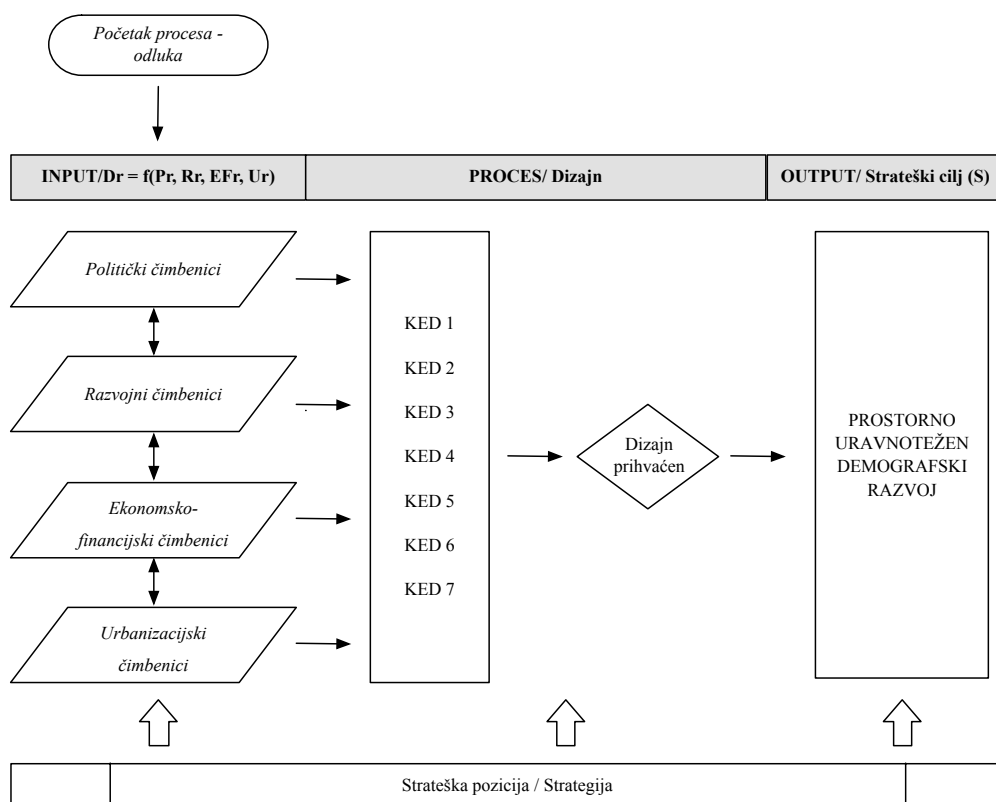 Početak procesa -
odluka
INPUT/Dr = f(Pr, Rr, EFr, Ur)
PROCES/ Dizajn
OUTPUT/ Strateški cilj (S)
Politički čimbenici
Razvojni čimbenici
Ekonomsko-
financijski čimbenici
Urbanizacijski
čimbenici
KED 1
KED 2
KED 3
KED 4
KED 5
KED 6
KED 7
Dizajn
prihvaćen
PROSTORNO
URAVNOTEŽEN
DEMOGRAFSKI
RAZVOJ
Strateška pozicija / Strategija